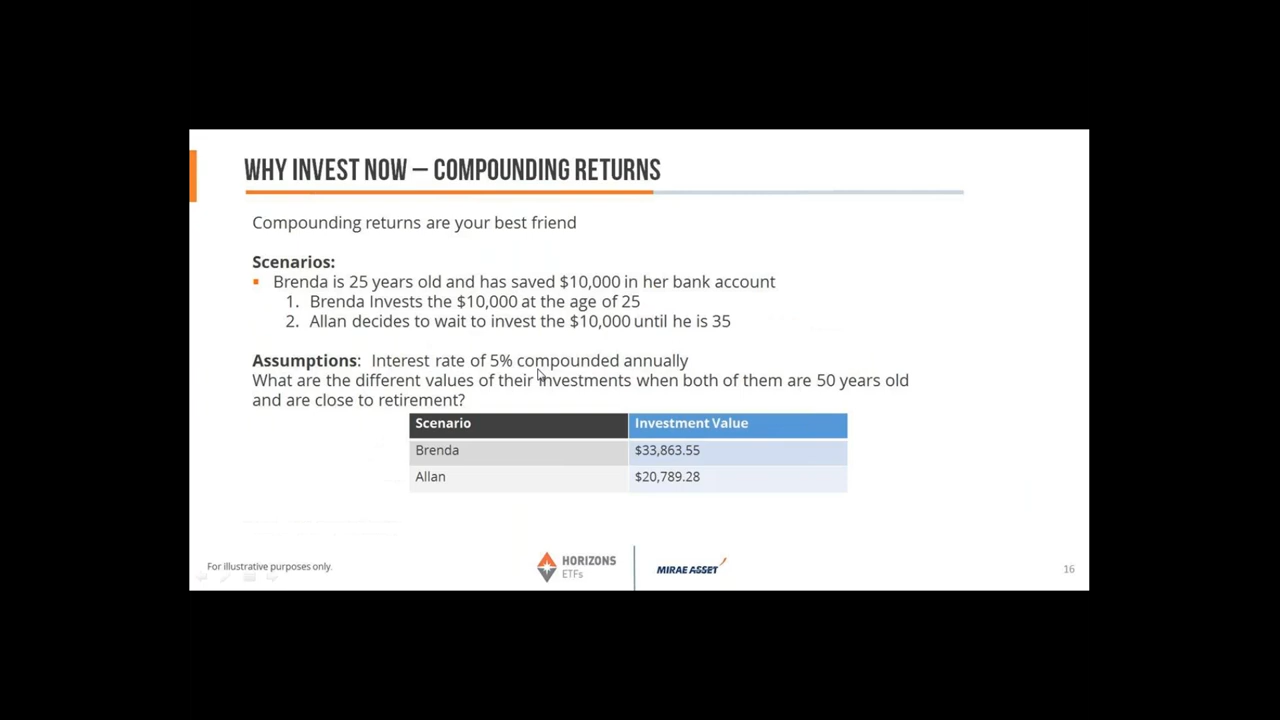 WHY INVEST NOW – COMPOUNDING RETURNS
Compounding returns are your best friend
Scenarios:
▪ Brenda is 25 years old and has saved $10,000 in her bank account
1. Brenda Invests the $10,000 at the age of 25
2. Allan decides to wait to invest the $10,000 until he is 35
Assumptions: Interest rate of 5% compounded annually
What are the different values of their investments when both of them are 50 years old
and are close to retirement?
Scenario Investment Value
Brenda $33,863.55
Allan $20,789.28
For illustrative purposes only.
HORIZONS
ETFs
MIRAE ASSET
16